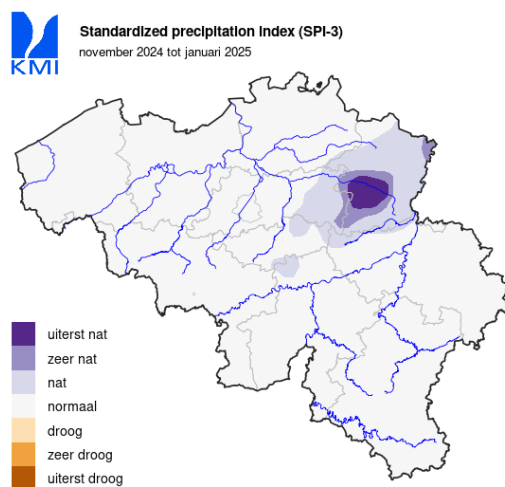 Standardized precipitation index (SPI-3)
november 2024 tot januari 2025
KMI
uiterst nat
zeer nat
nat
normaal
droog
zeer droog
uiterst droog